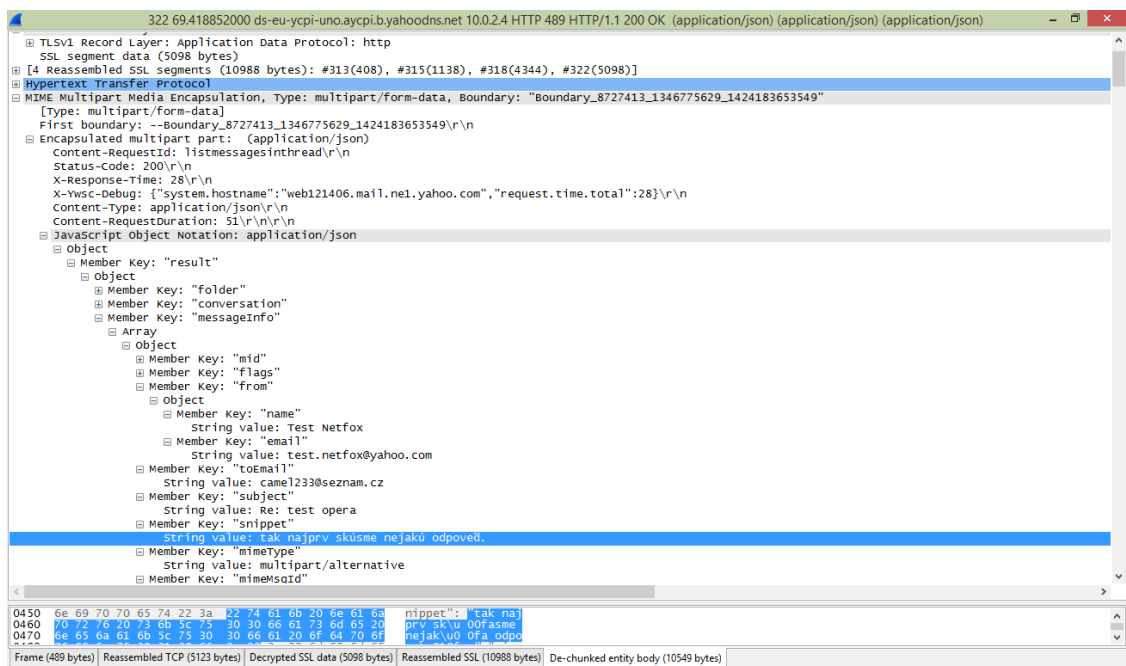 322 69.418852000 ds-eu-ycpi-uno.aycpi.b.yahoodns.net 10.0.2.4 HTTP 489 HTTP/1.1 200 OK (application/json) (application/json) (application/json)
TLSv1 Record Layer: Application Data Protocol: http
SSL segment data (5098 bytes)
[4 Reassembled SSL segments (10988 bytes): #313(408), #315(1138), #318(4344), #322(5098)]
Hypertext Transfer Protocol
MIME Multipart Media Encapsulation, Type: multipart/form-data, Boundary: "Boundary_8727413_1346775629_1424183653549"
[Type: multipart/form-data]
First boundary: --Boundary_8727413_1346775629_1424183653549\r\n
Encapsulated multipart part: (application/json)
Content-RequestId: listmessagesinthread\r\n
Status-Code: 200\r\n
X-Response-Time: 28\r\n
X-Ywsc-Debug: {"system.hostname":"web121406.mail.ne1.yahoo.com","request.time.total":28}\r\n
Content-Type: application/json\r\n
Content-RequestDuration: 51\r\n\r\n
JavaScript Object Notation: application/json
Object
Member Key: "result"
Object
Member Key: "folder"
Member Key: "conversation"
Member Key: "messageInfo"
Array
Object
Member Key: "mid"
Member Key: "flags"
Member Key: "from"
Object
Member Key: "name"
String value: Test Netfox
Member Key: "email"
String value: test.netfox@yahoo.com
Member Key: "toEmail"
String value: camel233@seznam.cz
Member Key: "subject"
String value: Re: test opera
Member Key: "snippet"
String value: tak najprv skúsme nejakú odpoveď.
Member Key: "mimeType"
String value: multipart/alternative
Member Key: "mimeMsgId"
0450 6e 69 70 70 65 74 22 3a 22 74 61 6b 20 6e 61 6a nippet": "tak naj
0460 70 72 76 20 73 6b 5c 75 30 30 66 61 73 6d 65 20 prv sk\u 00fasme
0470 6e 65 6a 61 6b 5c 75 30 30 66 61 20 6f 64 70 6f nejak\u0 0fa odpo
Frame (489 bytes) Reassembled TCP (5123 bytes) Decrypted SSL data (5098 bytes) Reassembled SSL (10988 bytes) De-chunked entity body (10549 bytes)